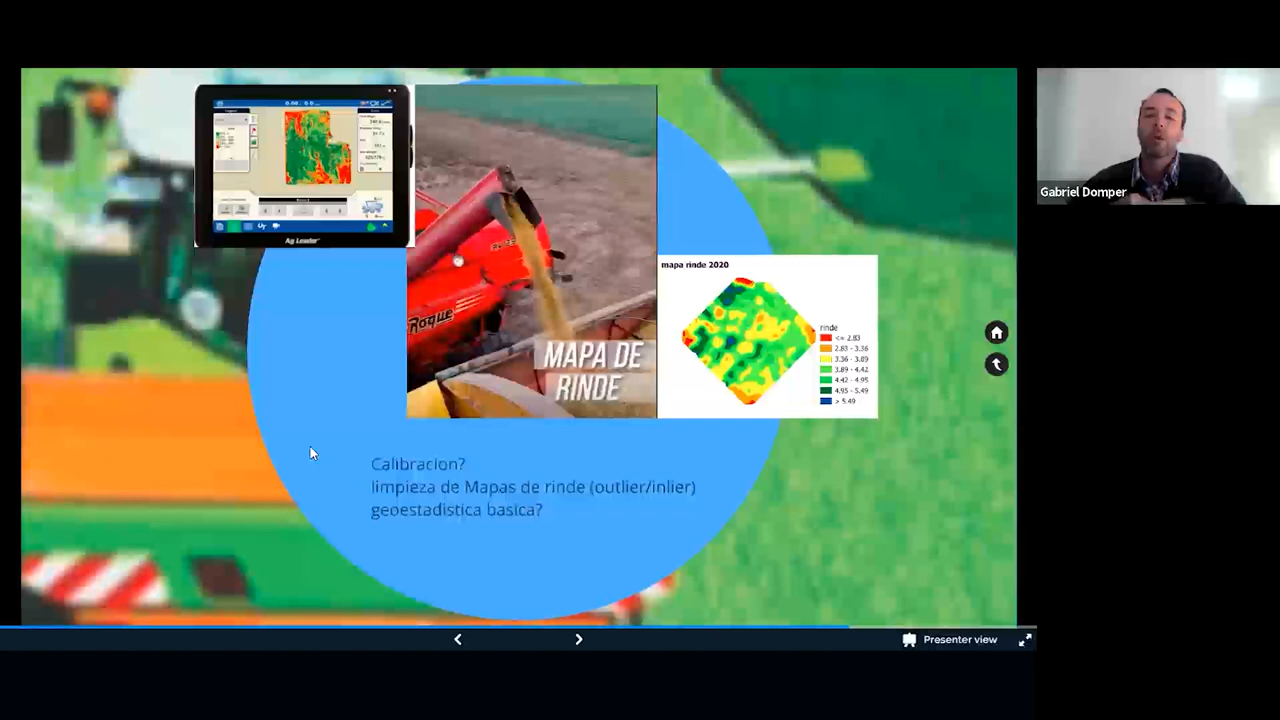 Ag Leader
Roque
MAPA DE
RINDE
mapa rinde 2020
rinde
<= 2.83
2.83 - 3.36
3.36 - 3.89
3.89 - 4.42
4.42 - 4.95
4.95 - 5.49
> 5.49
Gabriel Domper
Calibracion?
limpieza de Mapas de rinde (outlier/inlier)
geoestadistica basica?
Presenter view